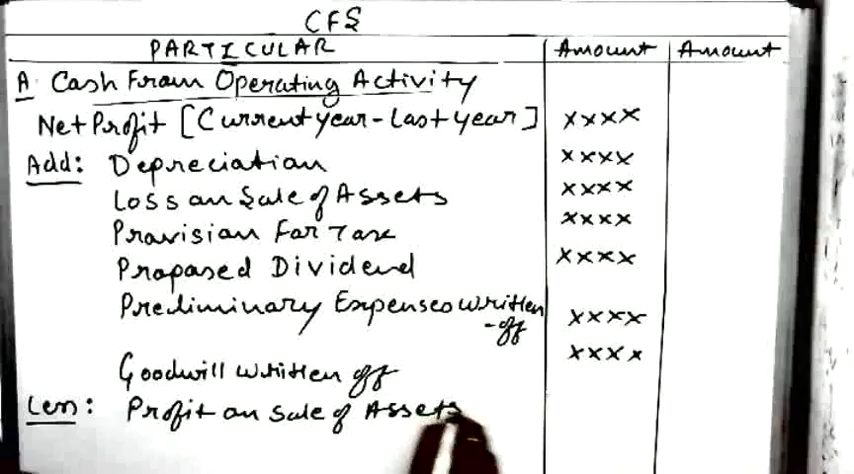 CFS
PARTICULAR Amount Amount
A. Cash From Operating Activity
Net Profit [Current year - Last year] xxxx
Add: Depreciation xxxx
Loss on Sale of Assets xxxx
Provision For Tax xxxx
Proposed Dividend xxxx
Preliminary Expenses written
-off xxxx
Goodwill written off xxxx
Less: Profit on Sale of Assets